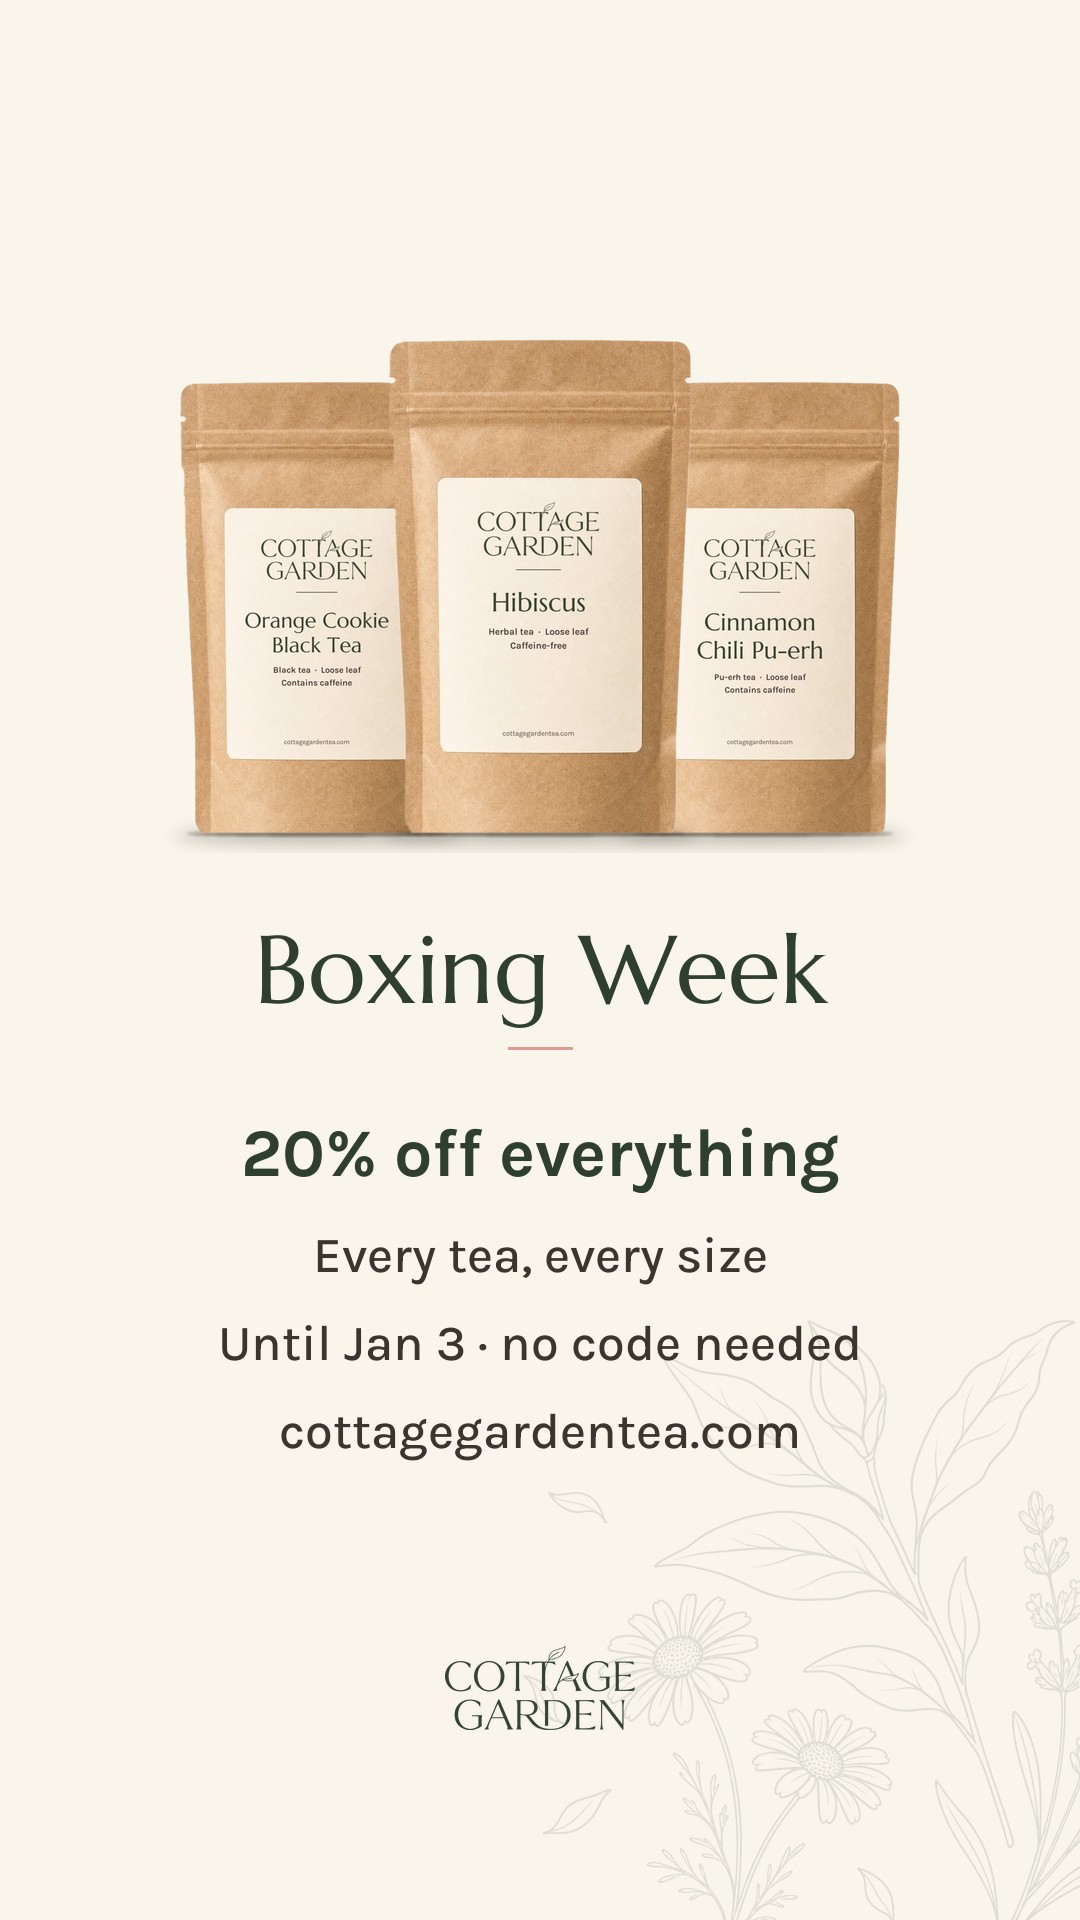 COTTAGE
GARDEN
Orange Cookie
Black Tea
Black tea · Loose leaf
Contains caffeine
cottagegardentea.com
COTTAGE
GARDEN
Hibiscus
Herbal tea · Loose leaf
Caffeine-free
cottagegardentea.com
COTTAGE
GARDEN
Cinnamon
Chili Pu-erh
Pu-erh tea · Loose leaf
Contains caffeine
cottagegardentea.com
Boxing Week
20% off everything
Every tea, every size
Until Jan 3 · no code needed
cottagegardentea.com
COTTAGE
GARDEN